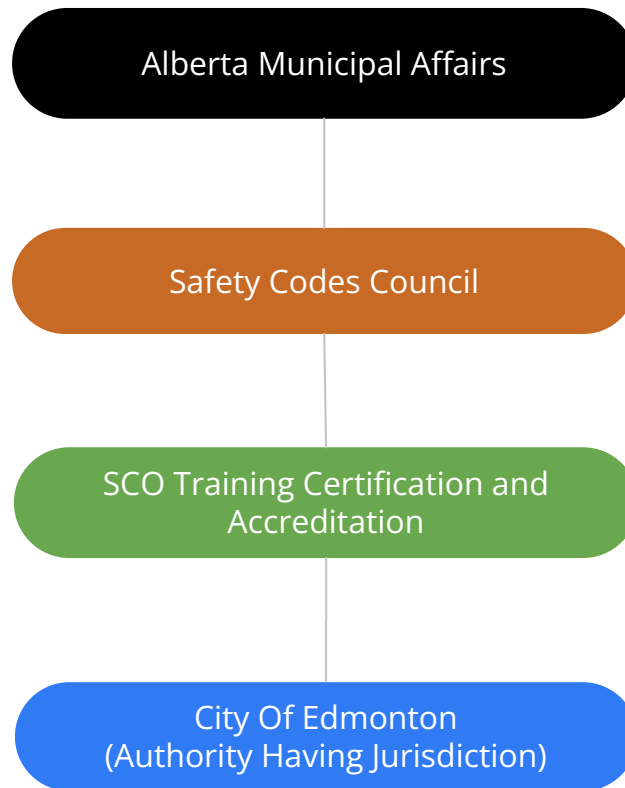 Alberta Municipal Affairs
Safety Codes Council
SCO Training Certification and
Accreditation
City Of Edmonton
(Authority Having Jurisdiction)